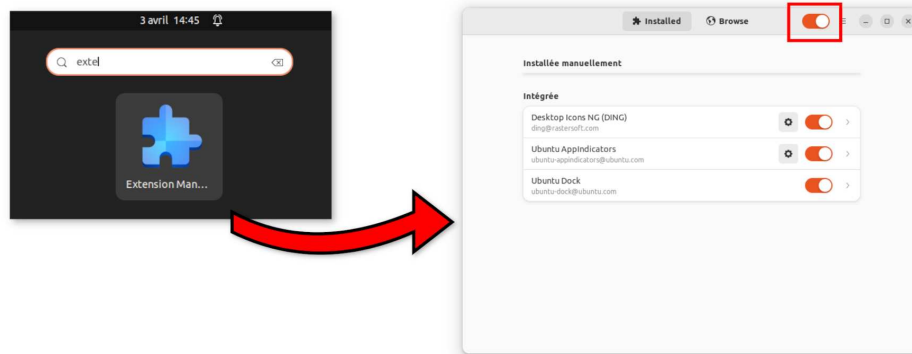 3 avril 14:45
exte
Extension Man...
Installed
Browse
Installée manuellement
Intégrée
Desktop Icons NG (DING)
ding@rastersoft.com
Ubuntu AppIndicators
ubuntu-appindicators@ubuntu.com
Ubuntu Dock
ubuntu-dock@ubuntu.com